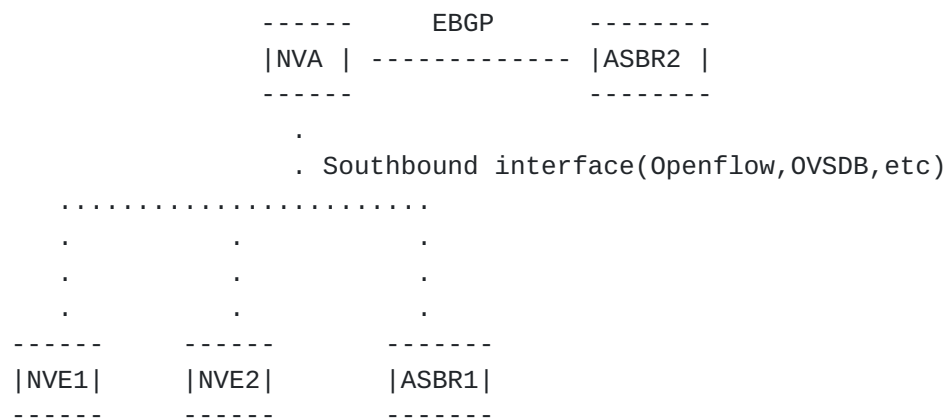 ------ EBGP --------
|NVA | ------------- |ASBR2 |
------ --------
.
. Southbound interface(Openflow,OVSDB,etc)
........................
. . .
. . .
. . .
------ ------ -------
|NVE1| |NVE2| |ASBR1|
------ ------ -------